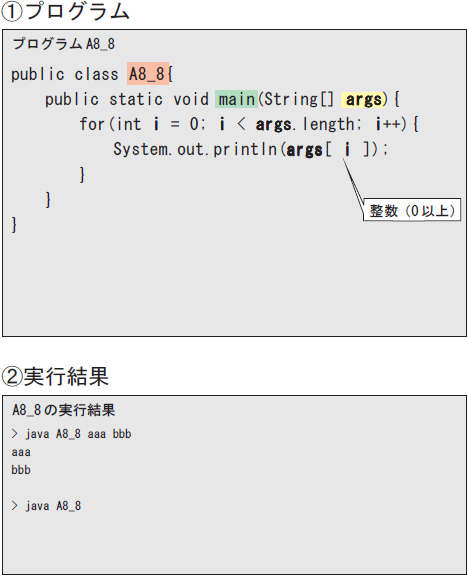 ①プログラム
プログラムA8_8
public class A8_8{
public static void main(String[] args){
for(int i = 0; i < args.length; i++){
System.out.println(args[ i ]);
整数（0以上）
}
}
}
②実行結果
A8_8の実行結果
> java A8_8 aaa bbb
aaa
bbb
> java A8_8